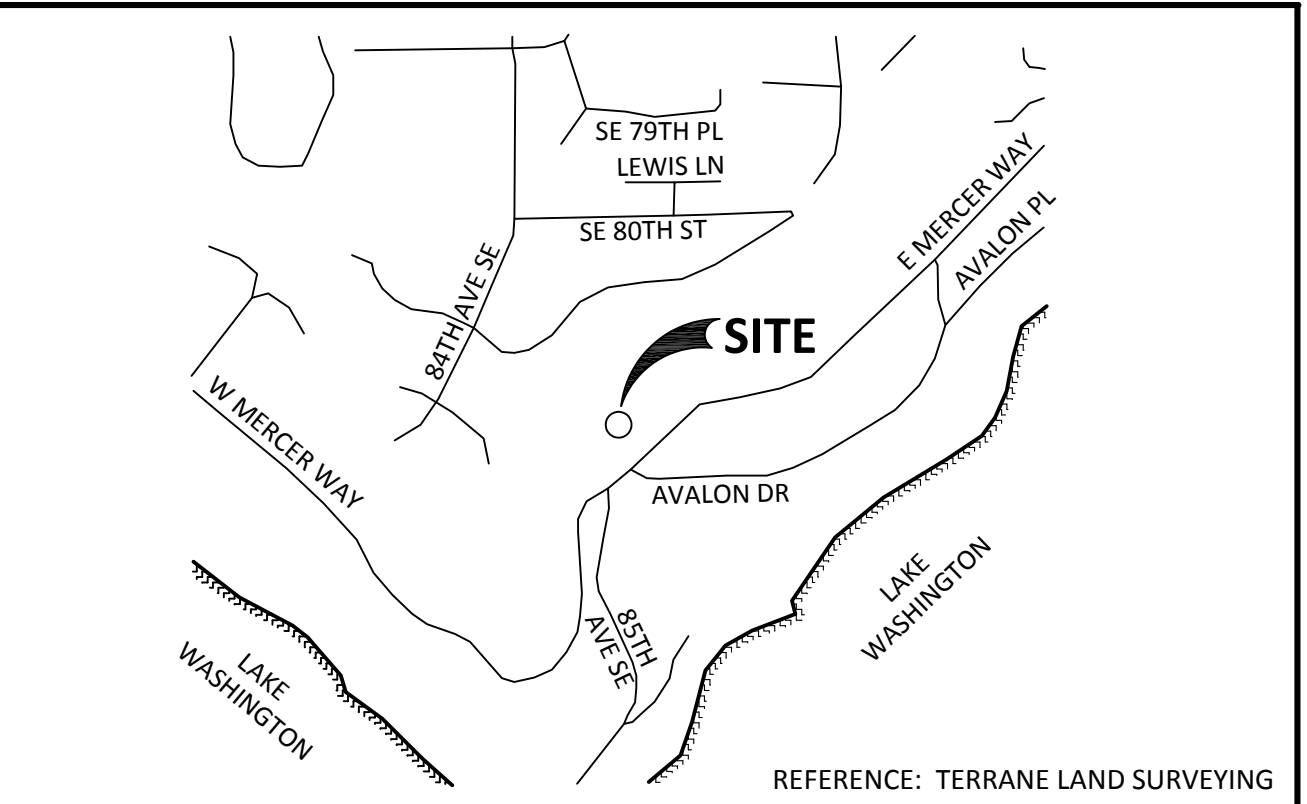 SE 79TH PL
LEWIS LN
SE 80TH ST
E MERCER WAY
AVALON PL
84TH AVE SE
SITE
W MERCER WAY
AVALON DR
LAKE
WASHINGTON
85TH
AVE SE
LAKE
WASHINGTON
REFERENCE: TERRANE LAND SURVEYING